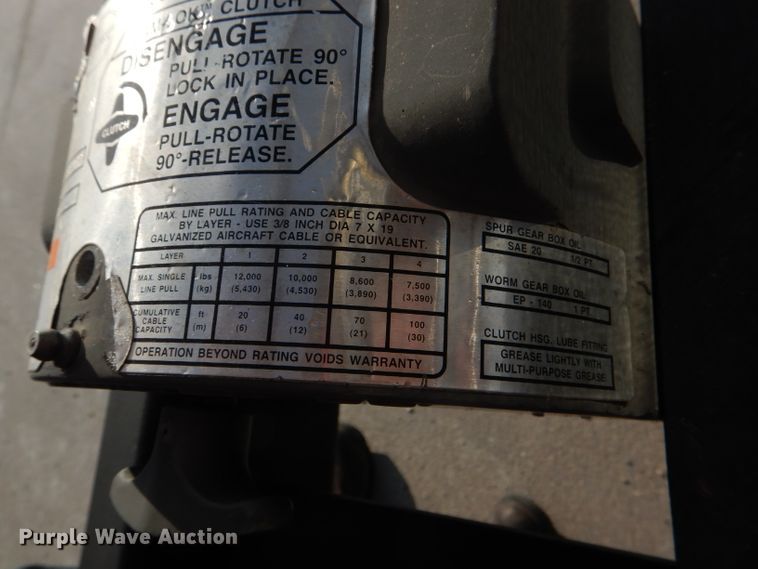 OK™ CLUTCH
DISENGAGE
PULL-ROTATE 90°
LOCK IN PLACE.
ENGAGE
PULL-ROTATE
90°-RELEASE.
CLUTCH
MAX. LINE PULL RATING AND CABLE CAPACITY
BY LAYER - USE 3/8 INCH DIA 7 X 19
GALVANIZED AIRCRAFT CABLE OR EQUIVALENT.
LAYER 1 2 3 4
MAX. SINGLE LINE PULL lbs (kg) 12,000 (5,430) 10,000 (4,530) 8,600 (3,890) 7,500 (3,390)
CUMULATIVE CABLE CAPACITY ft (m) 20 (6) 40 (12) 70 (21) 100 (30)
OPERATION BEYOND RATING VOIDS WARRANTY
SPUR GEAR BOX OIL
SAE 20 1/2 PT.
WORM GEAR BOX OIL
EP - 140 1 PT.
CLUTCH HSG. LUBE FITTING
GREASE LIGHTLY WITH
MULTI-PURPOSE GREASE
Purple Wave Auction